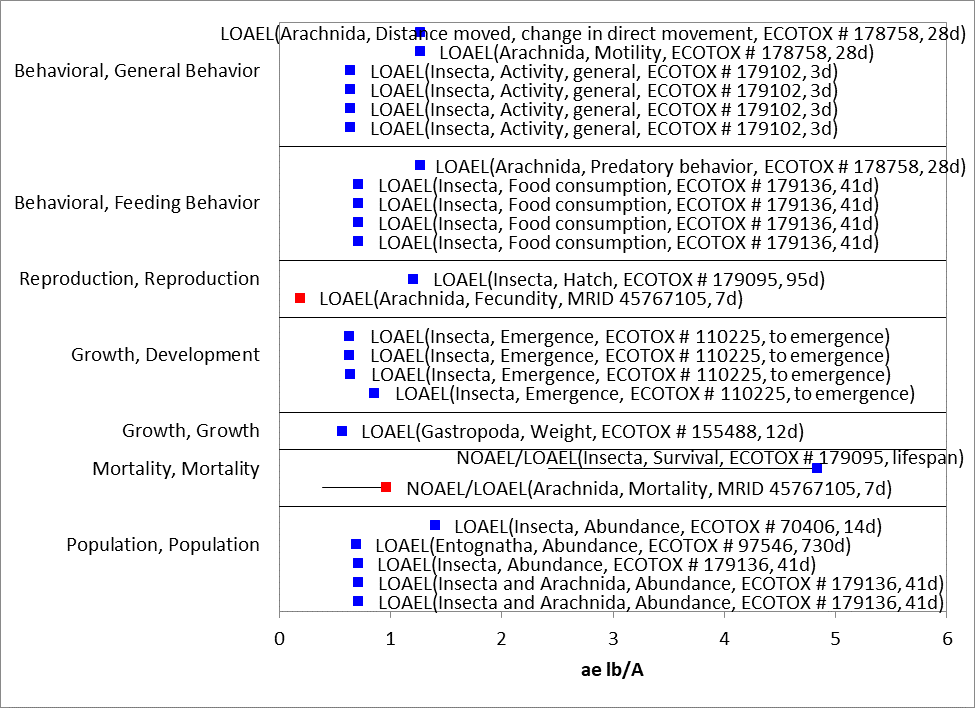 LOAEL(Arachnida, Distance moved, change in direct movement, ECOTOX # 178758, 28d)
LOAEL(Arachnida, Motility, ECOTOX # 178758, 28d)
Behavioral, General Behavior
LOAEL(Insecta, Activity, general, ECOTOX # 179102, 3d)
LOAEL(Insecta, Activity, general, ECOTOX # 179102, 3d)
LOAEL(Insecta, Activity, general, ECOTOX # 179102, 3d)
LOAEL(Insecta, Activity, general, ECOTOX # 179102, 3d)
LOAEL(Arachnida, Predatory behavior, ECOTOX # 178758, 28d)
LOAEL(Insecta, Food consumption, ECOTOX # 179136, 41d)
Behavioral, Feeding Behavior
LOAEL(Insecta, Food consumption, ECOTOX # 179136, 41d)
LOAEL(Insecta, Food consumption, ECOTOX # 179136, 41d)
LOAEL(Insecta, Food consumption, ECOTOX # 179136, 41d)
Reproduction, Reproduction
LOAEL(Insecta, Hatch, ECOTOX # 179095, 95d)
LOAEL(Arachnida, Fecundity, MRID 45767105, 7d)
LOAEL(Insecta, Emergence, ECOTOX # 110225, to emergence)
Growth, Development
LOAEL(Insecta, Emergence, ECOTOX # 110225, to emergence)
LOAEL(Insecta, Emergence, ECOTOX # 110225, to emergence)
LOAEL(Insecta, Emergence, ECOTOX # 110225, to emergence)
Growth, Growth
LOAEL(Gastropoda, Weight, ECOTOX # 155488, 12d)
Mortality, Mortality
NOAEL/LOAEL(Insecta, Survival, ECOTOX # 179095, lifespan)
NOAEL/LOAEL(Arachnida, Mortality, MRID 45767105, 7d)
LOAEL(Insecta, Abundance, ECOTOX # 70406, 14d)
Population, Population
LOAEL(Entognatha, Abundance, ECOTOX # 97546, 730d)
LOAEL(Insecta, Abundance, ECOTOX # 179136, 41d)
LOAEL(Insecta and Arachnida, Abundance, ECOTOX # 179136, 41d)
LOAEL(Insecta and Arachnida, Abundance, ECOTOX # 179136, 41d)
0 1 2 3 4 5 6
ae lb/A